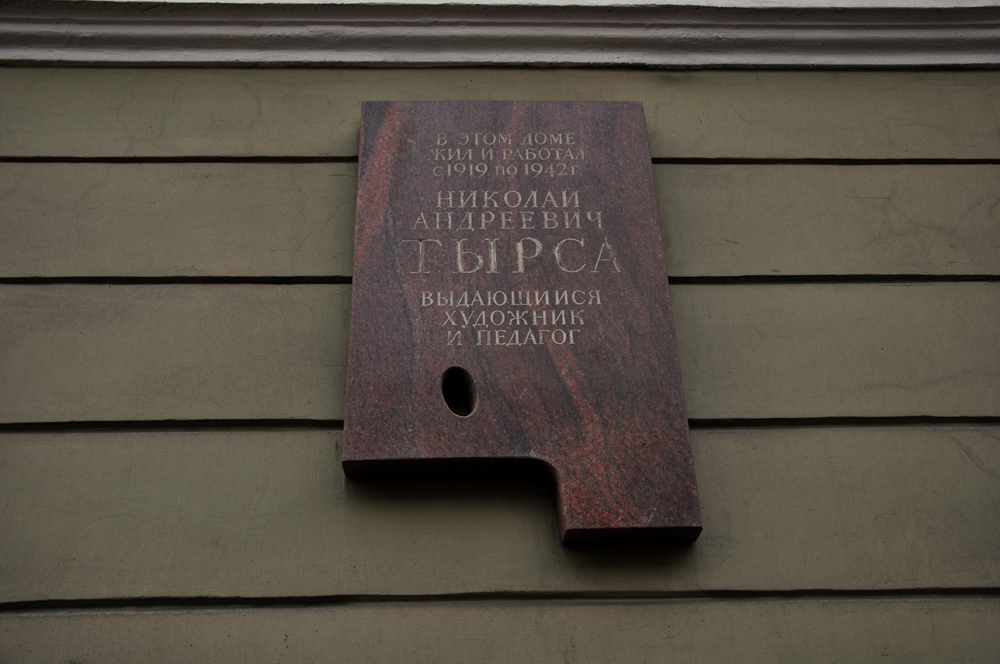 В ЭТОМ ДОМЕ
ЖИЛ И РАБОТАЛ
с 1919 по 1942 г.
НИКОЛАЙ
АНДРЕЕВИЧ
ТЫРСА
ВЫДАЮЩИЙСЯ
ХУДОЖНИК
И ПЕДАГОГ